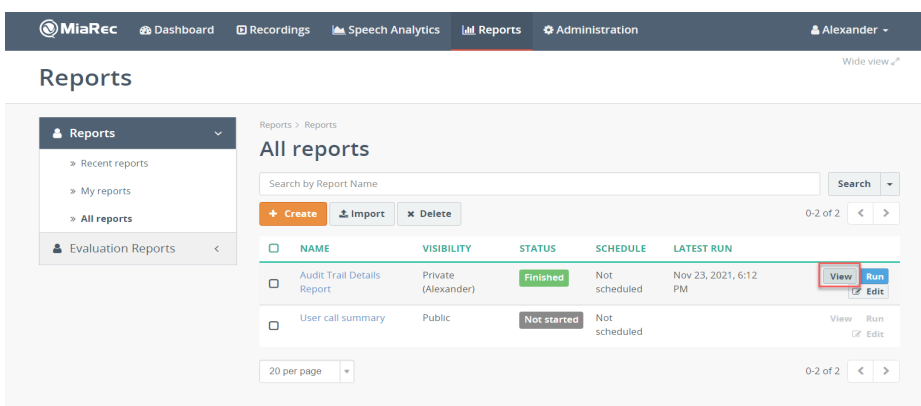 MiaRec Dashboard Recordings Speech Analytics Reports Administration Alexander
Wide view
Reports
Reports
» Recent reports
» My reports
» All reports
Evaluation Reports
Reports > Reports
All reports
Search by Report Name Search
+ Create Import × Delete 0-2 of 2 < >
NAME VISIBILITY STATUS SCHEDULE LATEST RUN
Audit Trail Details Private Finished Not Nov 23, 2021, 6:12 View Run
Report (Alexander) scheduled PM Edit
User call summary Public Not started Not View Run
scheduled Edit
20 per page 0-2 of 2 < >